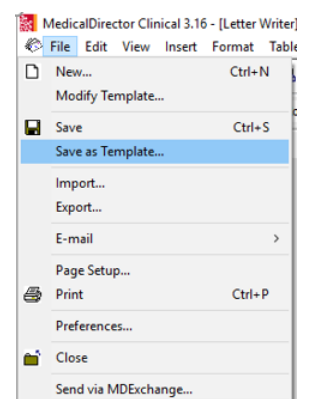 MedicalDirector Clinical 3.16 - [Letter Writer]
File Edit View Insert Format Table
New... Ctrl+N
Modify Template...
Save Ctrl+S
Save as Template...
Import...
Export...
E-mail >
Page Setup...
Print Ctrl+P
Preferences...
Close
Send via MDExchange...